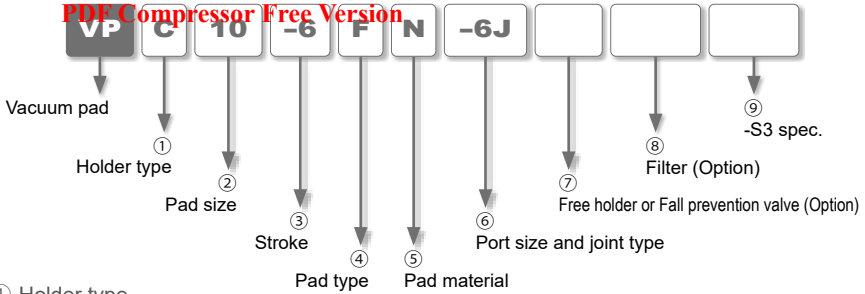 PDF Compressor Free Version
VP C 10 -6 F N -6J
Vacuum pad
① Holder type
② Pad size
③ Stroke
④ Pad type
⑤ Pad material
⑥ Port size and joint type
⑦ Free holder or Fall prevention valve (Option)
⑧ Filter (Option)
⑨ -S3 spec.
① Holder type